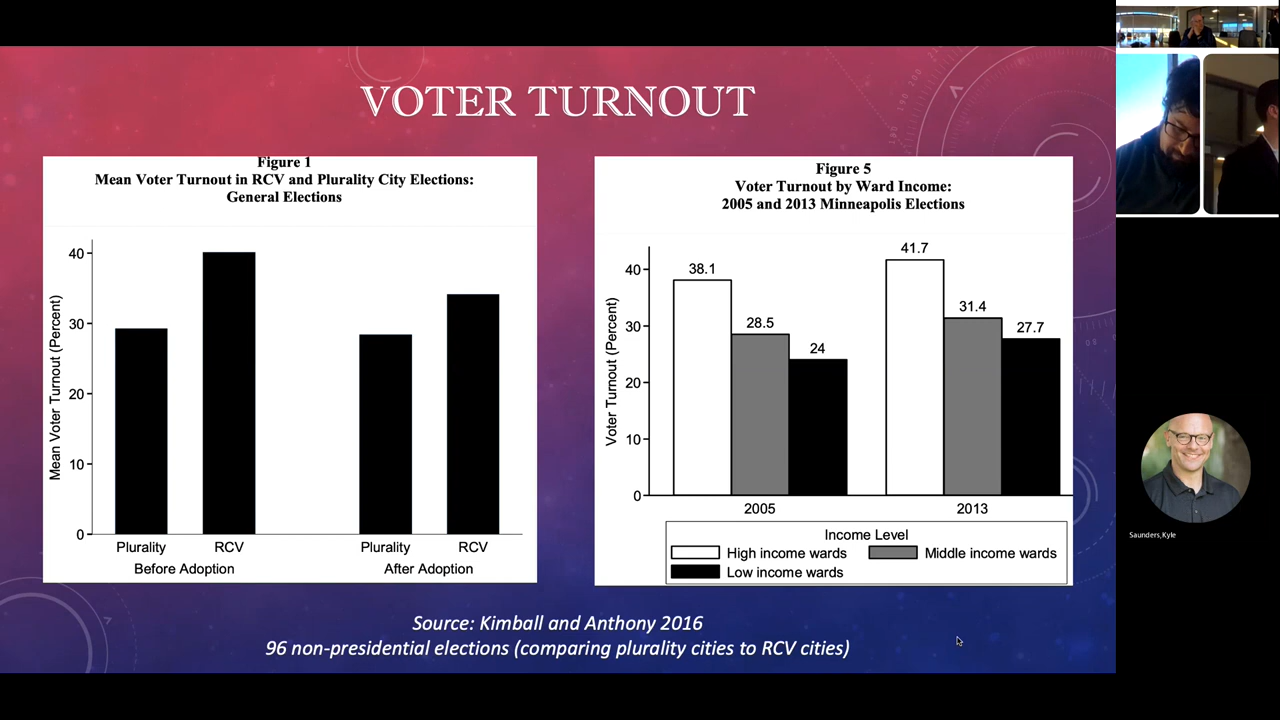 VOTER TURNOUT
Figure 1
Mean Voter Turnout in RCV and Plurality City Elections:
General Elections
Mean Voter Turnout (Percent)
40
30
20
10
0
Plurality
RCV
Plurality
RCV
Before Adoption
After Adoption
Figure 5
Voter Turnout by Ward Income:
2005 and 2013 Minneapolis Elections
Voter Turnout (Percent)
40
30
20
10
0
38.1
28.5
24
41.7
31.4
27.7
2005
2013
Income Level
High income wards
Middle income wards
Low income wards
Source: Kimball and Anthony 2016
96 non-presidential elections (comparing plurality cities to RCV cities)
Saunders,Kyle